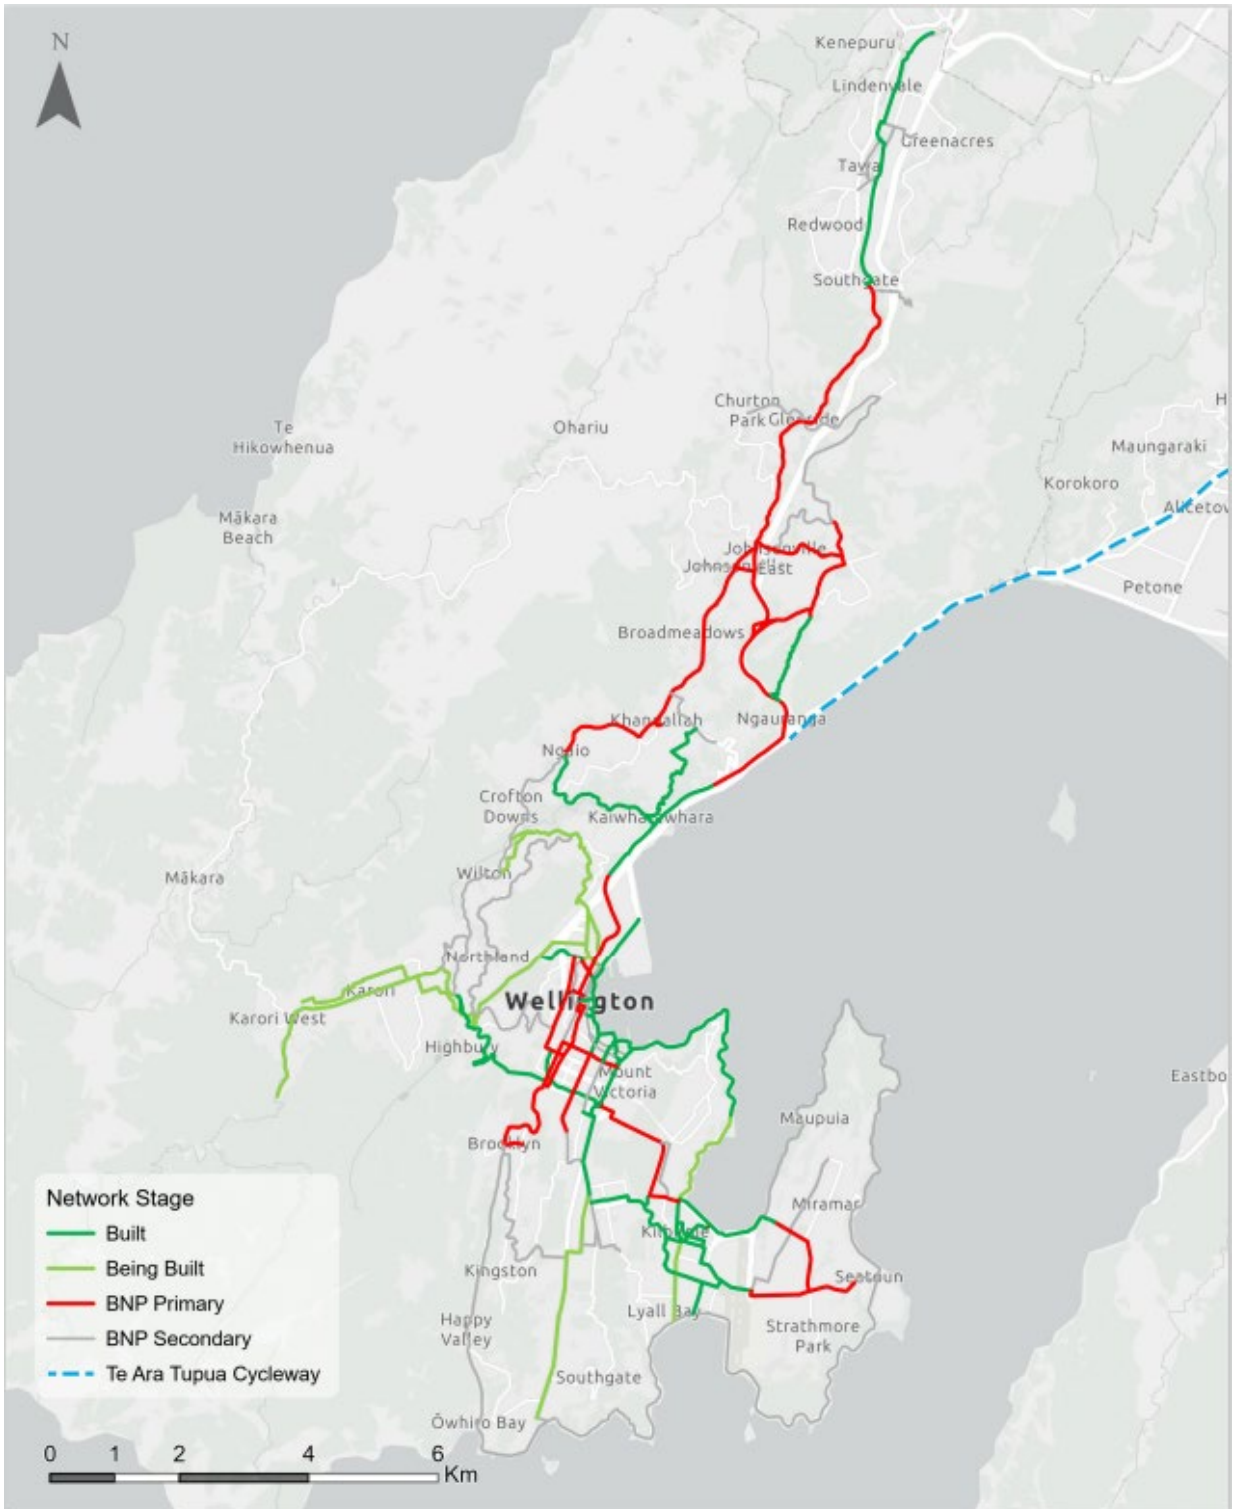 N
Kenepuru
Lindenvale
Greenacres
Tawa
Redwood
Southgate
Churton
Park Glenside
Te
Hikowhenua
Ohariu
H
Maungaraki
Korokoro
Alicetov
Mākara
Beach
Johnsonville
Johnsonville
East
Petone
Broadmeadows
Khandallah
Ngauranga
Ngaio
Crofton
Downs
Kaiwharawhara
Wilton
Mākara
Northland
Karori
Wellington
Karori West
Highbury
Mount
Victoria
Eastbo
Maupuia
Brooklyn
Miramar
Kilbirnie
Kingston
Seatoun
Lyall Bay
Happy
Valley
Strathmore
Park
Southgate
Ōwhiro Bay
Network Stage
Built
Being Built
BNP Primary
BNP Secondary
Te Ara Tupua Cycleway
0 1 2 4 6
Km